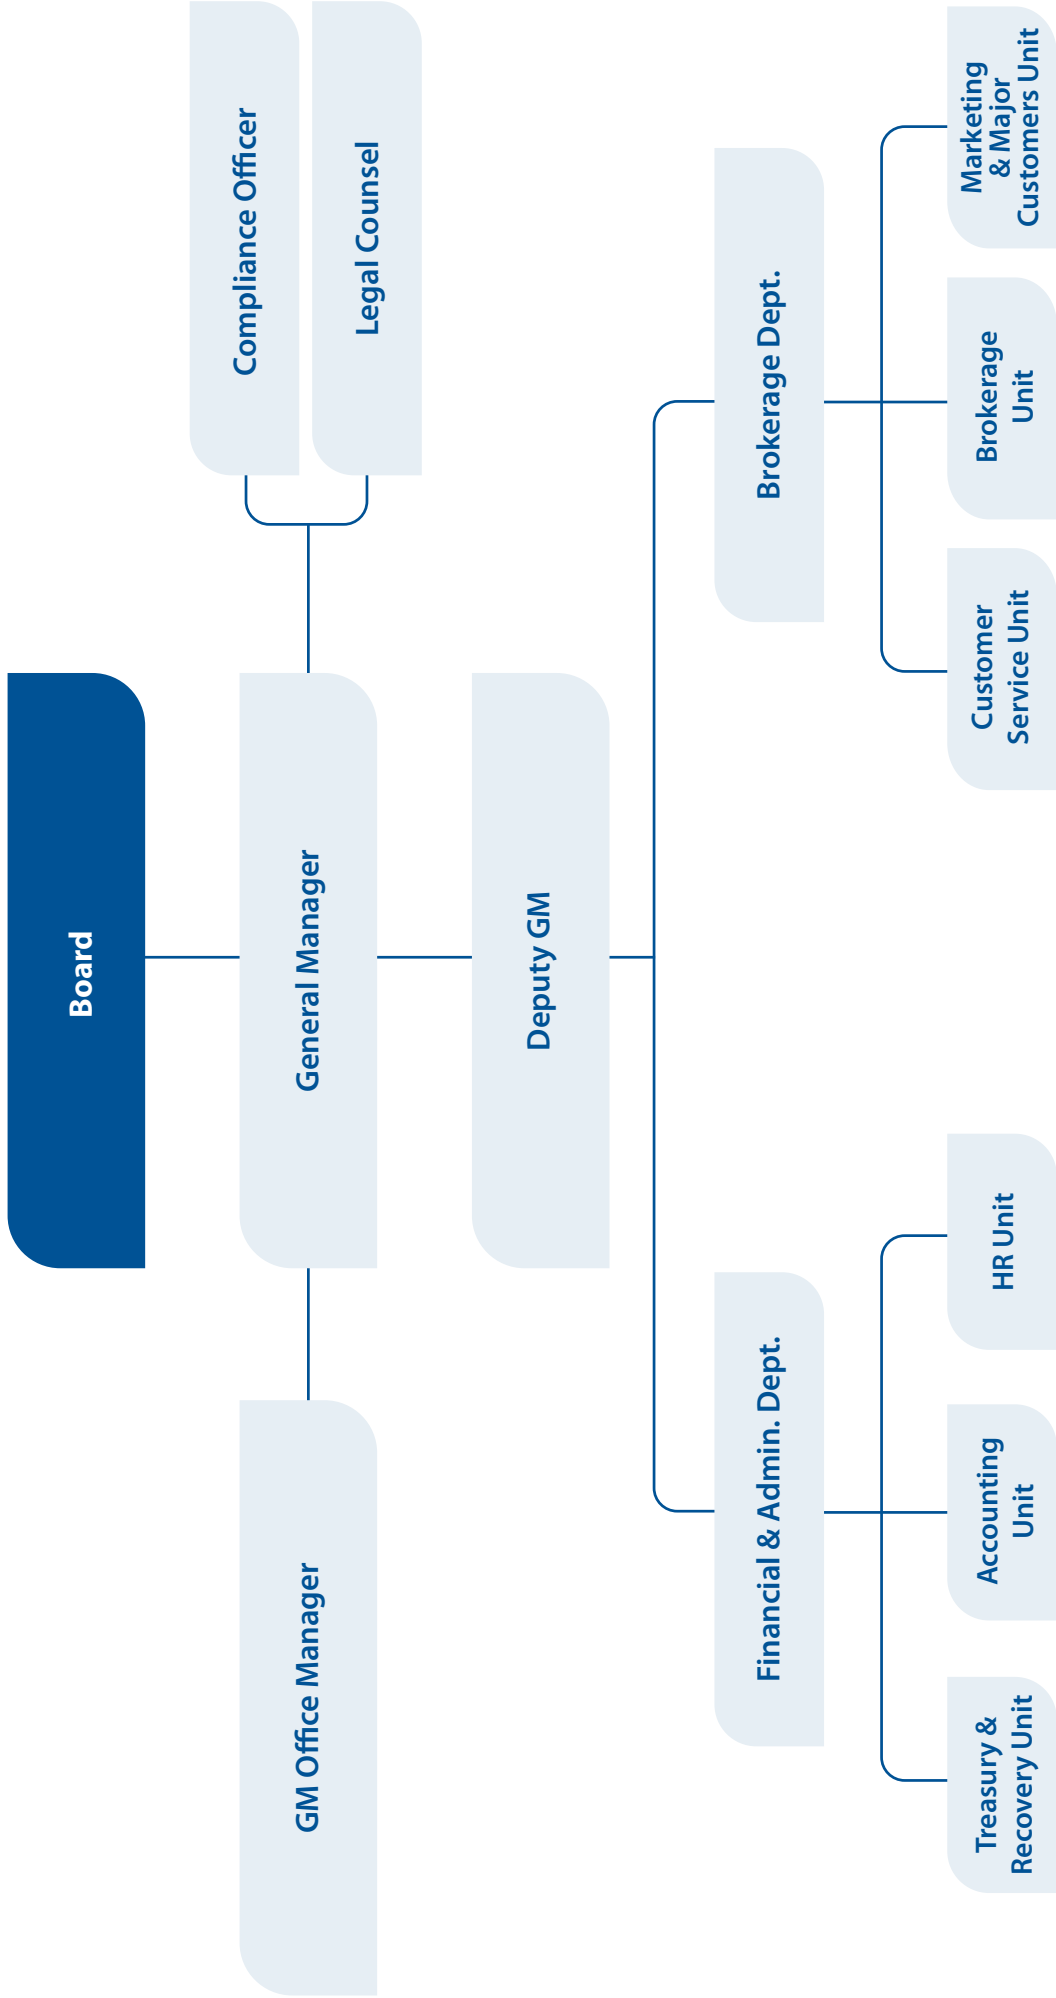 Board
GM Office Manager
General Manager
Compliance Officer
Legal Counsel
Deputy GM
Financial & Admin. Dept.
Brokerage Dept.
Treasury &
Recovery Unit
Accounting
Unit
HR Unit
Customer
Service Unit
Brokerage
Unit
Marketing
& Major
Customers Unit